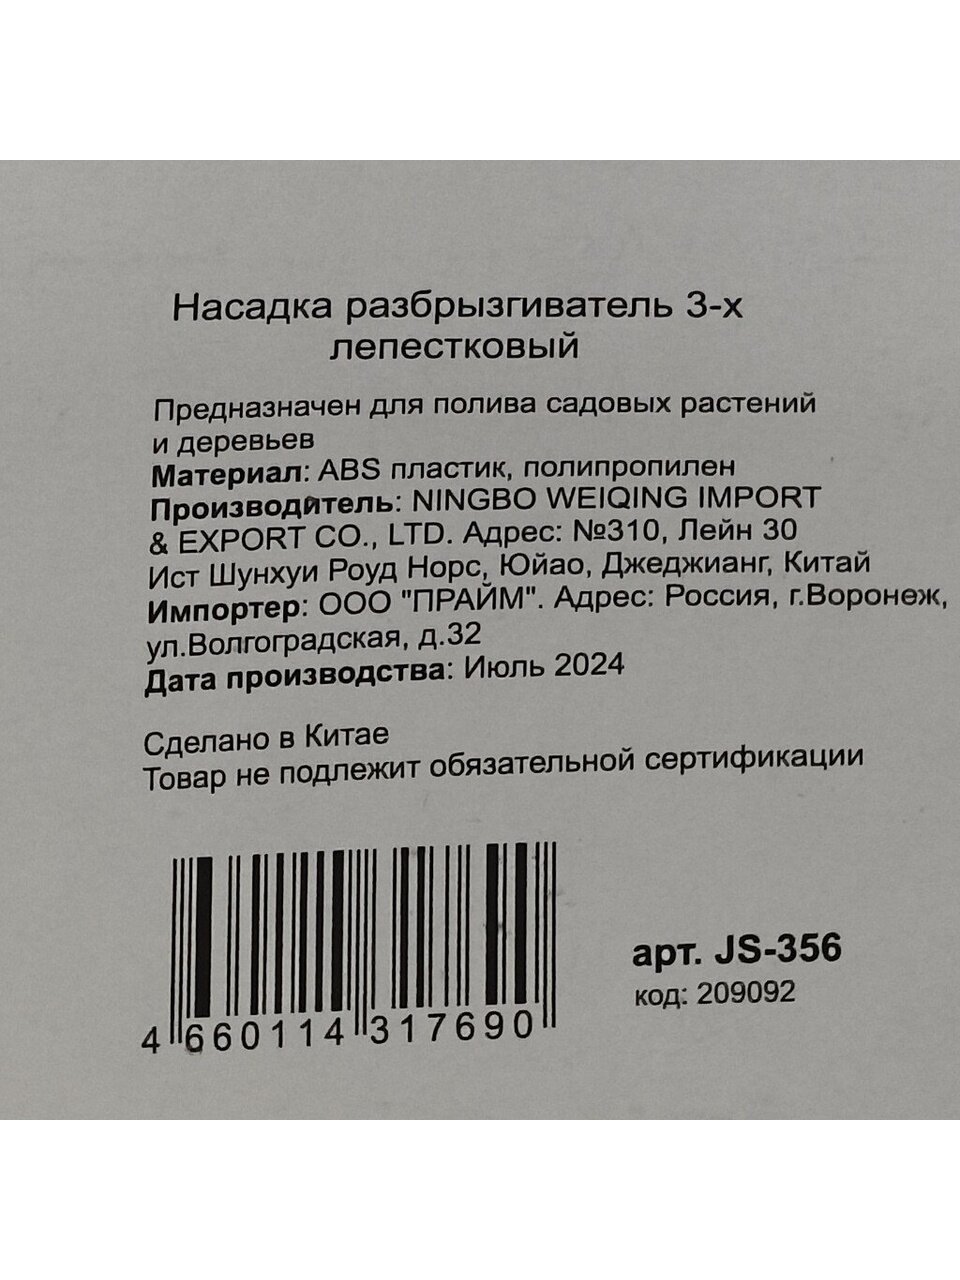 Насадка разбрызгиватель 3-х
лепестковый
Предназначен для полива садовых растений
и деревьев
Материал: ABS пластик, полипропилен
Производитель: NINGBO WEIQING IMPORT
& EXPORT CO., LTD. Адрес: №310, Лейн 30
Ист Шунхуи Роуд Норс, Юйао, Джеджианг, Китай
Импортер: ООО "ПРАЙМ". Адрес: Россия, г.Воронеж,
ул.Волгоградская, д.32
Дата производства: Июль 2024
Сделано в Китае
Товар не подлежит обязательной сертификации
арт. JS-356
код: 209092
4 660114 317690